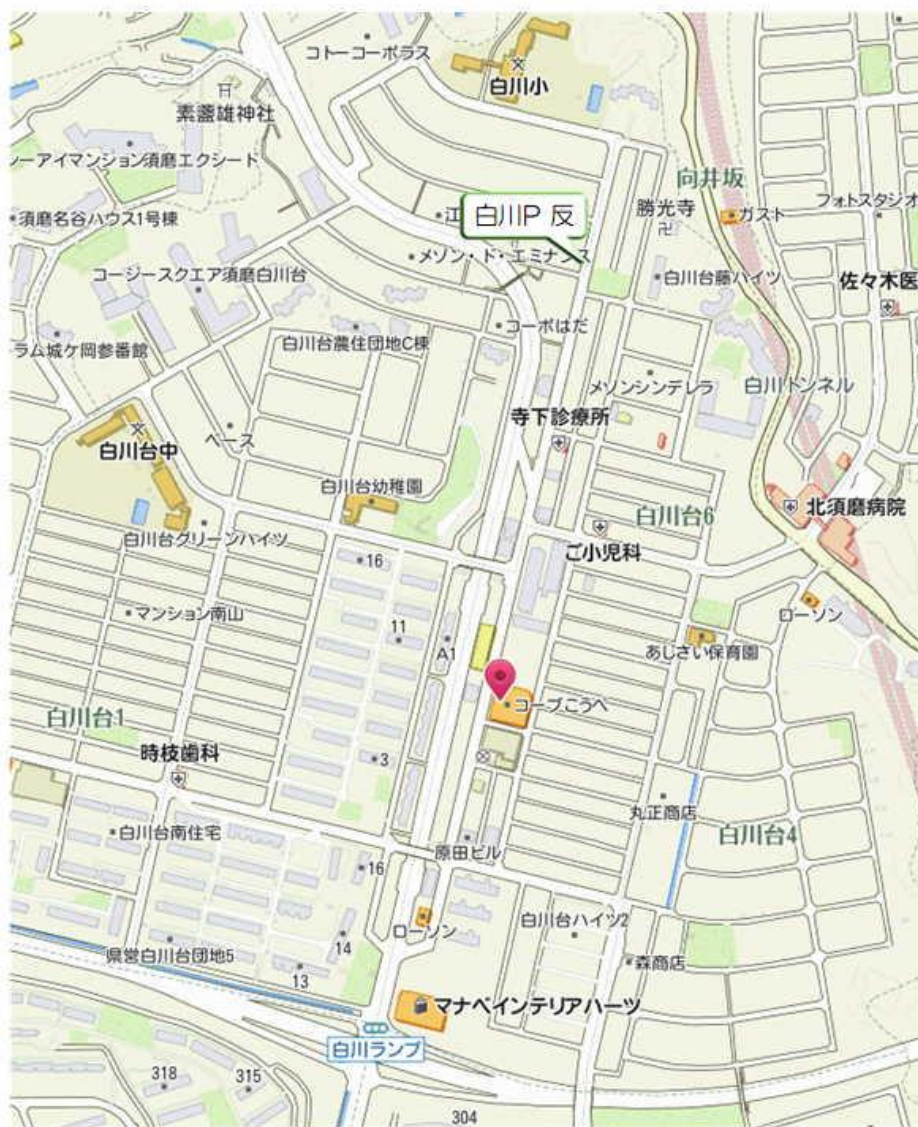 コトーコーポラス
白川小
素盞雄神社
シーアイマンション須磨エクシード
向井坂
須磨名谷ハウス1号棟
江
白川P 反
勝光寺
ガスト
フォトスタジオ
メゾン・ド・エミナンス
コージースクエア須磨白川台
白川台藤ハイツ
佐々木医
コーポはだ
ラム城ケ岡参番館
白川台農住団地C棟
メゾンシンデレラ
白川トンネル
寺下診療所
白川台中
ベース
白川台幼稚園
白川台6
北須磨病院
白川台グリーンハイツ
16
ご小児科
マンション南山
11
A1
ローソン
あじさい保育園
白川台1
コープこうべ
時枝歯科
3
丸正商店
白川台南住宅
原田ビル
白川台4
16
ローソン
白川台ハイツ2
県営白川台団地5
14
13
森商店
マナベインテリアハーツ
白川ランプ
318
315
304